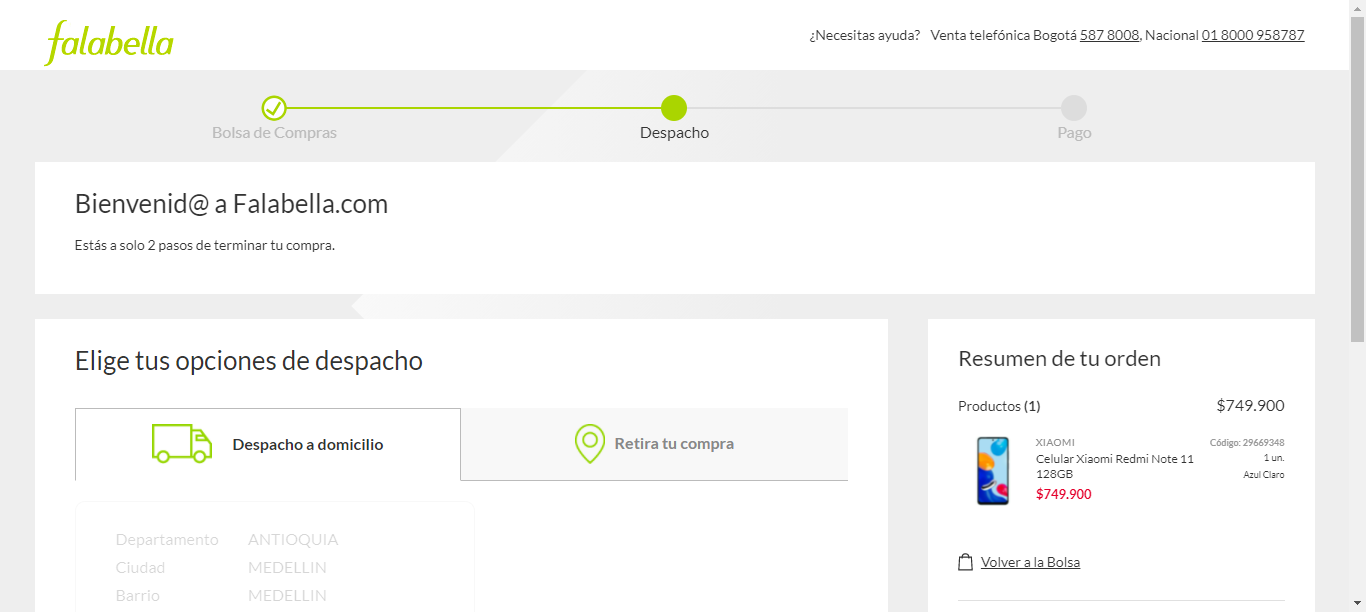 falabella
¿Necesitas ayuda? Venta telefónica Bogotá 587 8008, Nacional 01 8000 958787
Bolsa de Compras
Despacho
Pago
Bienvenid@ a Falabella.com
Estás a solo 2 pasos de terminar tu compra.
Elige tus opciones de despacho
Despacho a domicilio
Retira tu compra
Departamento ANTIOQUIA
Ciudad MEDELLIN
Barrio MEDELLIN
Resumen de tu orden
Productos (1) $749.900
XIAOMI
Celular Xiaomi Redmi Note 11
128GB
$749.900
Código: 29669348
1 un.
Azul Claro
Volver a la Bolsa